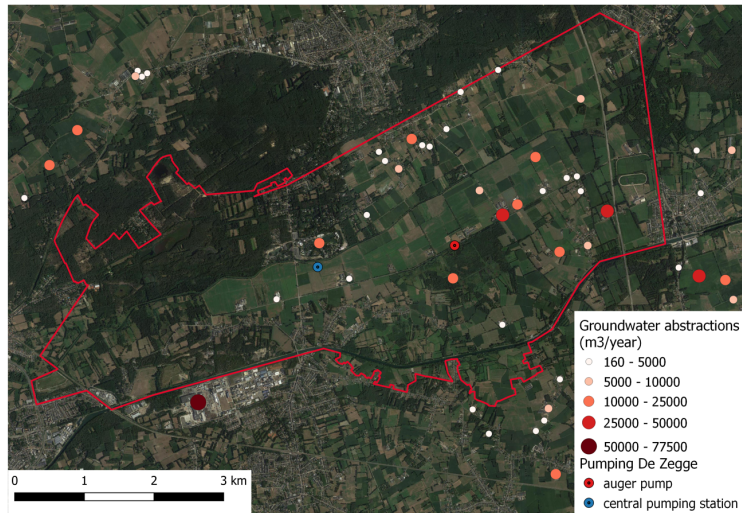 Groundwater abstractions
(m3/year)
160 - 5000
5000 - 10000
10000 - 25000
25000 - 50000
50000 - 77500
Pumping De Zegge
auger pump
central pumping station
0 1 2 3 km